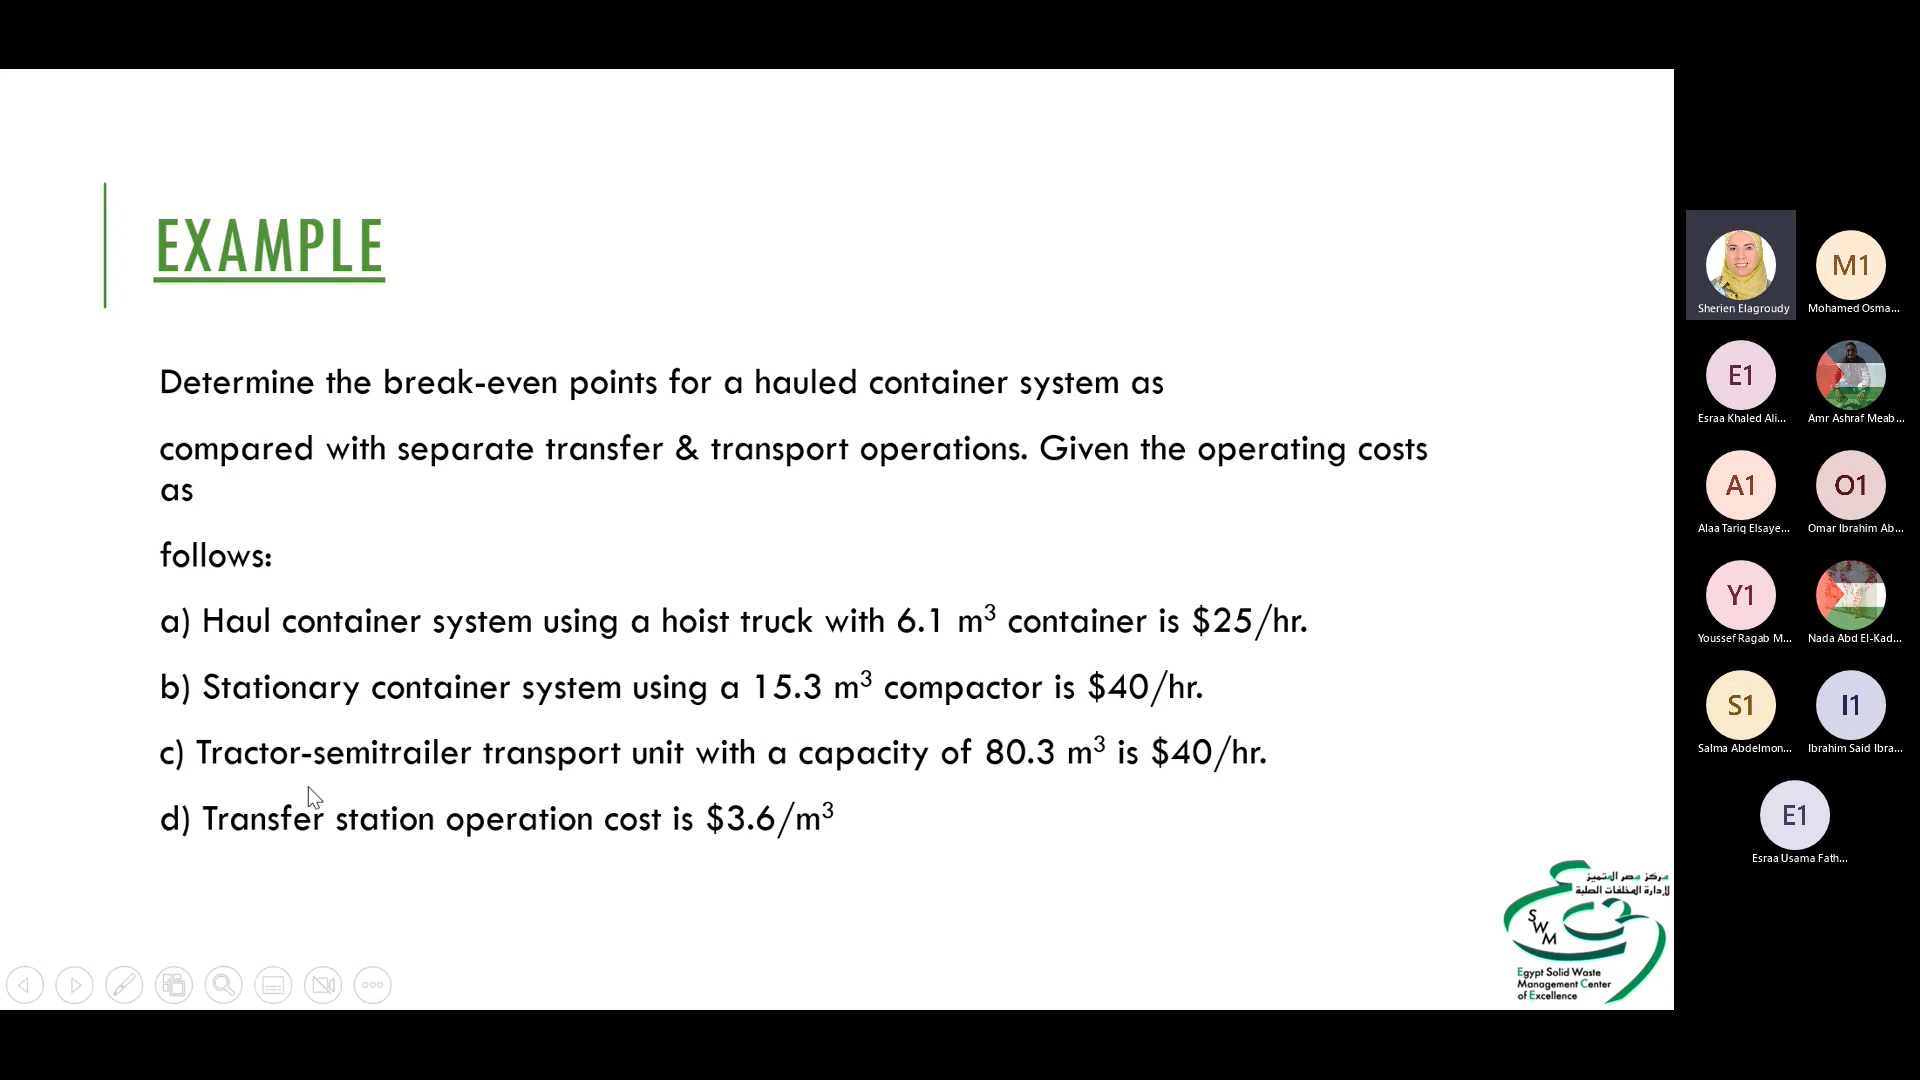 EXAMPLE
Determine the break-even points for a hauled container system as
compared with separate transfer & transport operations. Given the operating costs
as
follows:
a) Haul container system using a hoist truck with 6.1 m³ container is $25/hr.
b) Stationary container system using a 15.3 m³ compactor is $40/hr.
c) Tractor-semitrailer transport unit with a capacity of 80.3 m³ is $40/hr.
d) Transfer station operation cost is $3.6/m³
مركز مصر المتميز
لإدارة المخلفات الصلبة
SWM
Egypt Solid Waste
Management Center
of Excellence
Sherien Elagroudy
M1
Mohamed Osma...
E1
Esraa Khaled Ali...
Amr Ashraf Meab...
A1
Alaa Tariq Elsaye...
O1
Omar Ibrahim Ab...
Y1
Youssef Ragab M...
Nada Abd El-Kad...
S1
Salma Abdelmon...
I1
Ibrahim Said Ibra...
E1
Esraa Usama Fath...